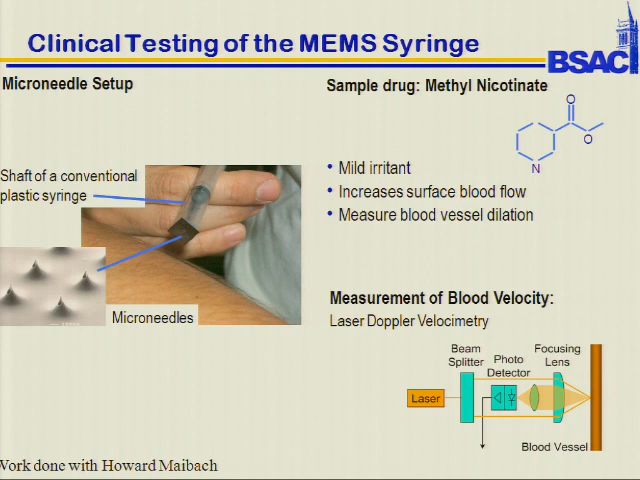 Clinical Testing of the MEMS Syringe
BSAC
Microneedle Setup
Sample drug: Methyl Nicotinate
O
O
N
Shaft of a conventional
plastic syringe
• Mild irritant
• Increases surface blood flow
• Measure blood vessel dilation
Microneedles
Measurement of Blood Velocity:
Laser Doppler Velocimetry
Beam
Splitter
Photo
Detector
Focusing
Lens
Laser
Blood Vessel
Work done with Howard Maibach